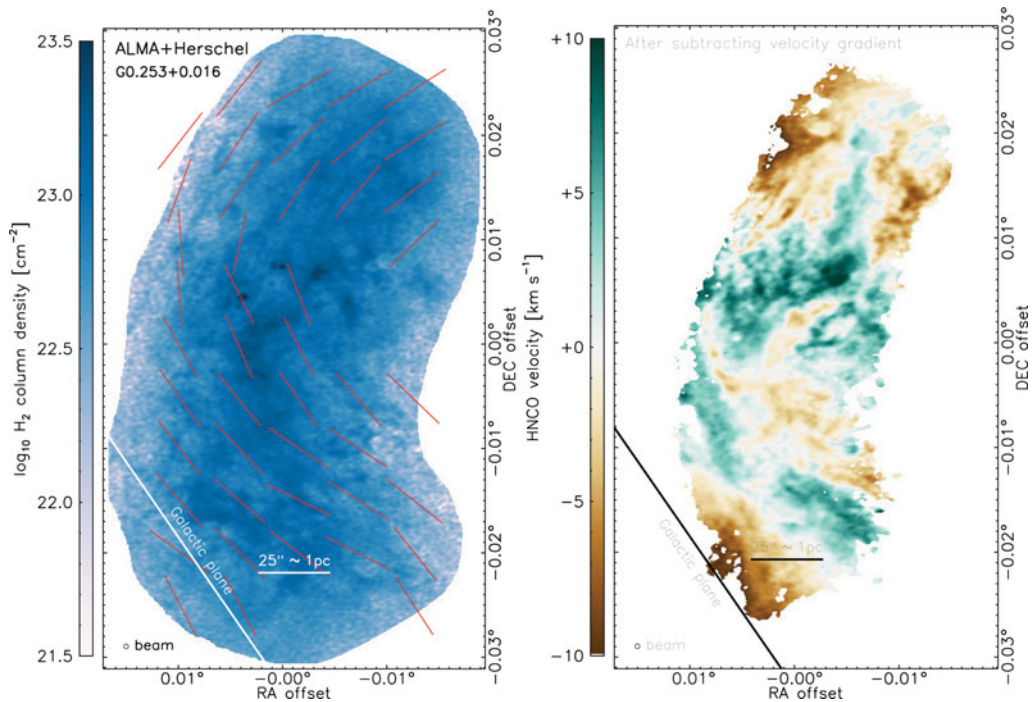 ALMA+Herschel
G0.253+0.016
23.5
23.0
22.5
22.0
21.5
log₁₀ H₂ column density [cm⁻²]
Galactic plane
25'' ~ 1pc
beam
0.01° -0.00° -0.01°
RA offset
0.03°
0.02°
0.01°
0.00°
-0.01°
-0.02°
-0.03°
DEC offset
After subtracting velocity gradient
+10
+5
+0
-5
-10
HNCO velocity [km s⁻¹]
Galactic plane
25'' ~ 1pc
beam
0.01° -0.00° -0.01°
RA offset
0.03°
0.02°
0.01°
0.00°
-0.01°
-0.02°
-0.03°
DEC offset